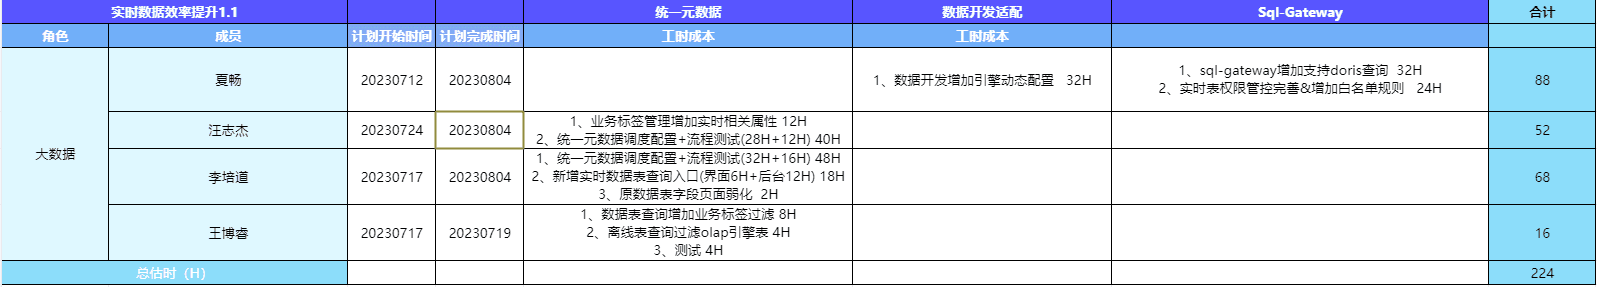 实时数据效率提升1.1 统一元数据 数据开发适配 Sql-Gateway 合计
角色 成员 计划开始时间 计划完成时间 工时成本 工时成本
大数据
夏畅 20230712 20230804 1、数据开发增加引擎动态配置 32H
1、sql-gateway增加支持doris查询 32H
2、实时表权限管控完善&增加白名单规则 24H
88
汪志杰 20230724 20230804
1、业务标签管理增加实时相关属性 12H
2、统一元数据调度配置+流程测试(28H+12H) 40H
52
李培道 20230717 20230804
1、统一元数据调度配置+流程测试(32H+16H) 48H
2、新增实时数据表查询入口(界面6H+后台12H) 18H
3、原数据表字段页面弱化 2H
68
王博睿 20230717 20230719
1、数据表查询增加业务标签过滤 8H
2、离线表查询过滤olap引擎表 4H
3、测试 4H
16
总估时（H） 224